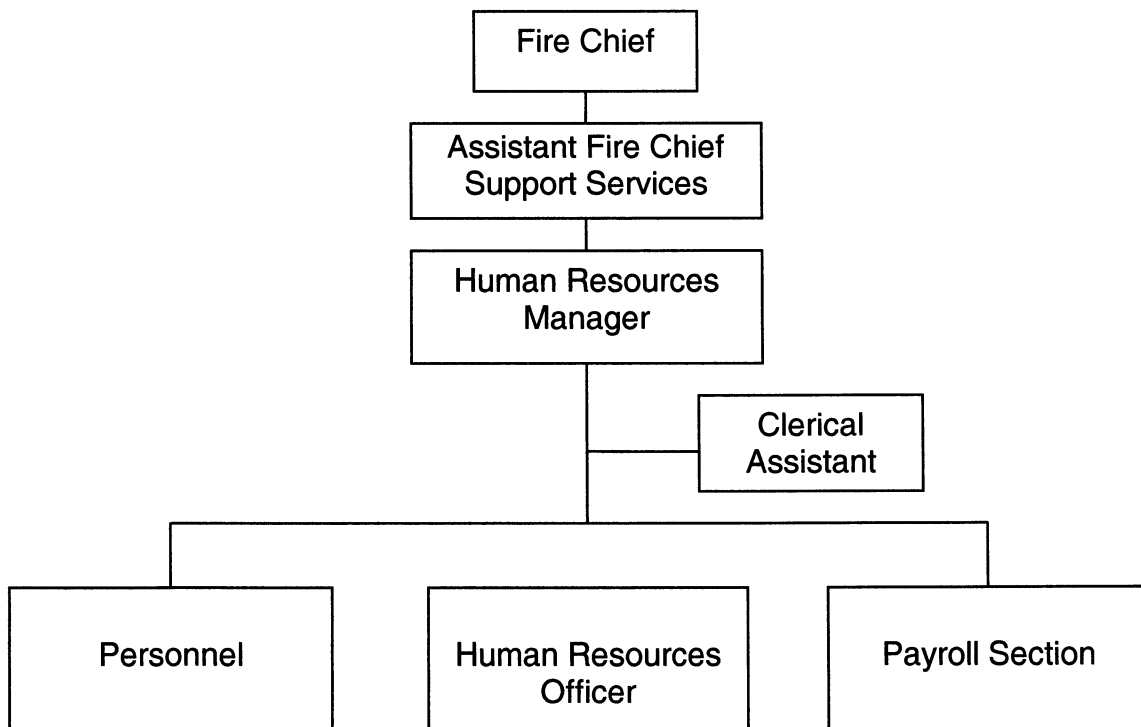 Fire Chief
Assistant Fire Chief
Support Services
Human Resources
Manager
Clerical
Assistant
Personnel
Human Resources
Officer
Payroll Section